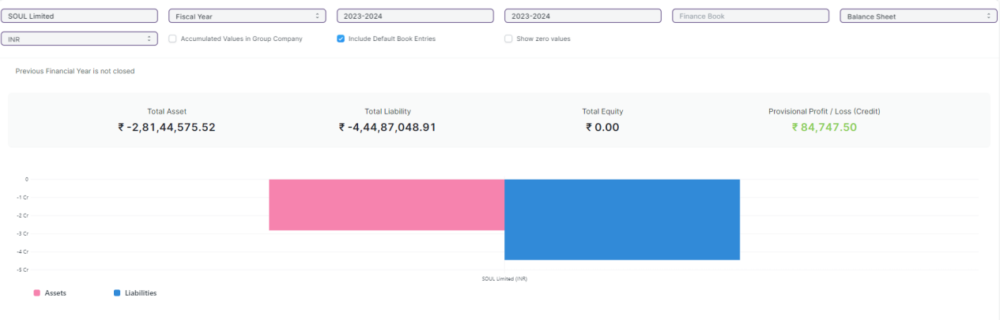 SOUL Limited Fiscal Year 2023-2024 2023-2024 Finance Book Balance Sheet
INR Accumulated Values in Group Company Include Default Book Entries Show zero values
Previous Financial Year is not closed
Total Asset Total Liability Total Equity Provisional Profit / Loss (Credit)
₹ -2,81,44,575.52 ₹ -4,44,87,048.91 ₹ 0.00 ₹ 84,747.50
0
-1 Cr
-2 Cr
-3 Cr
-4 Cr
-5 Cr
SOUL Limited (INR)
Assets Liabilities